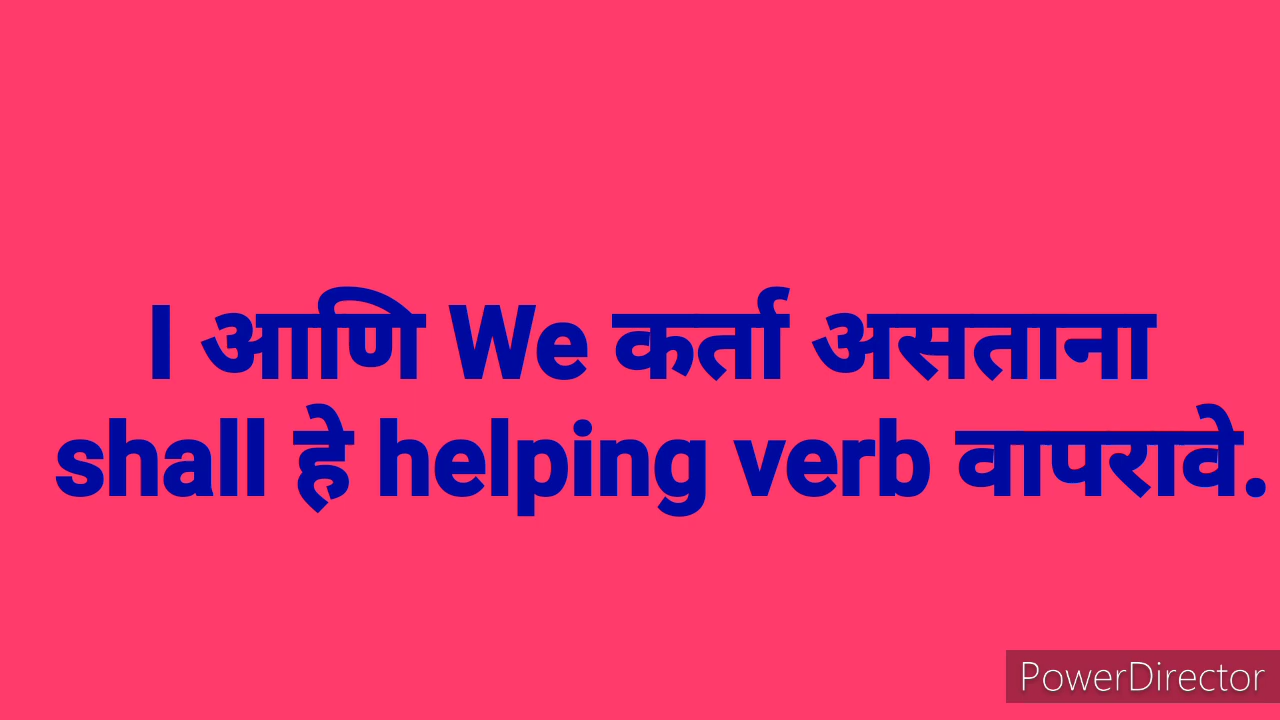 I आणि We कर्ता असताना
shall हे helping verb वापरावे.
PowerDirector